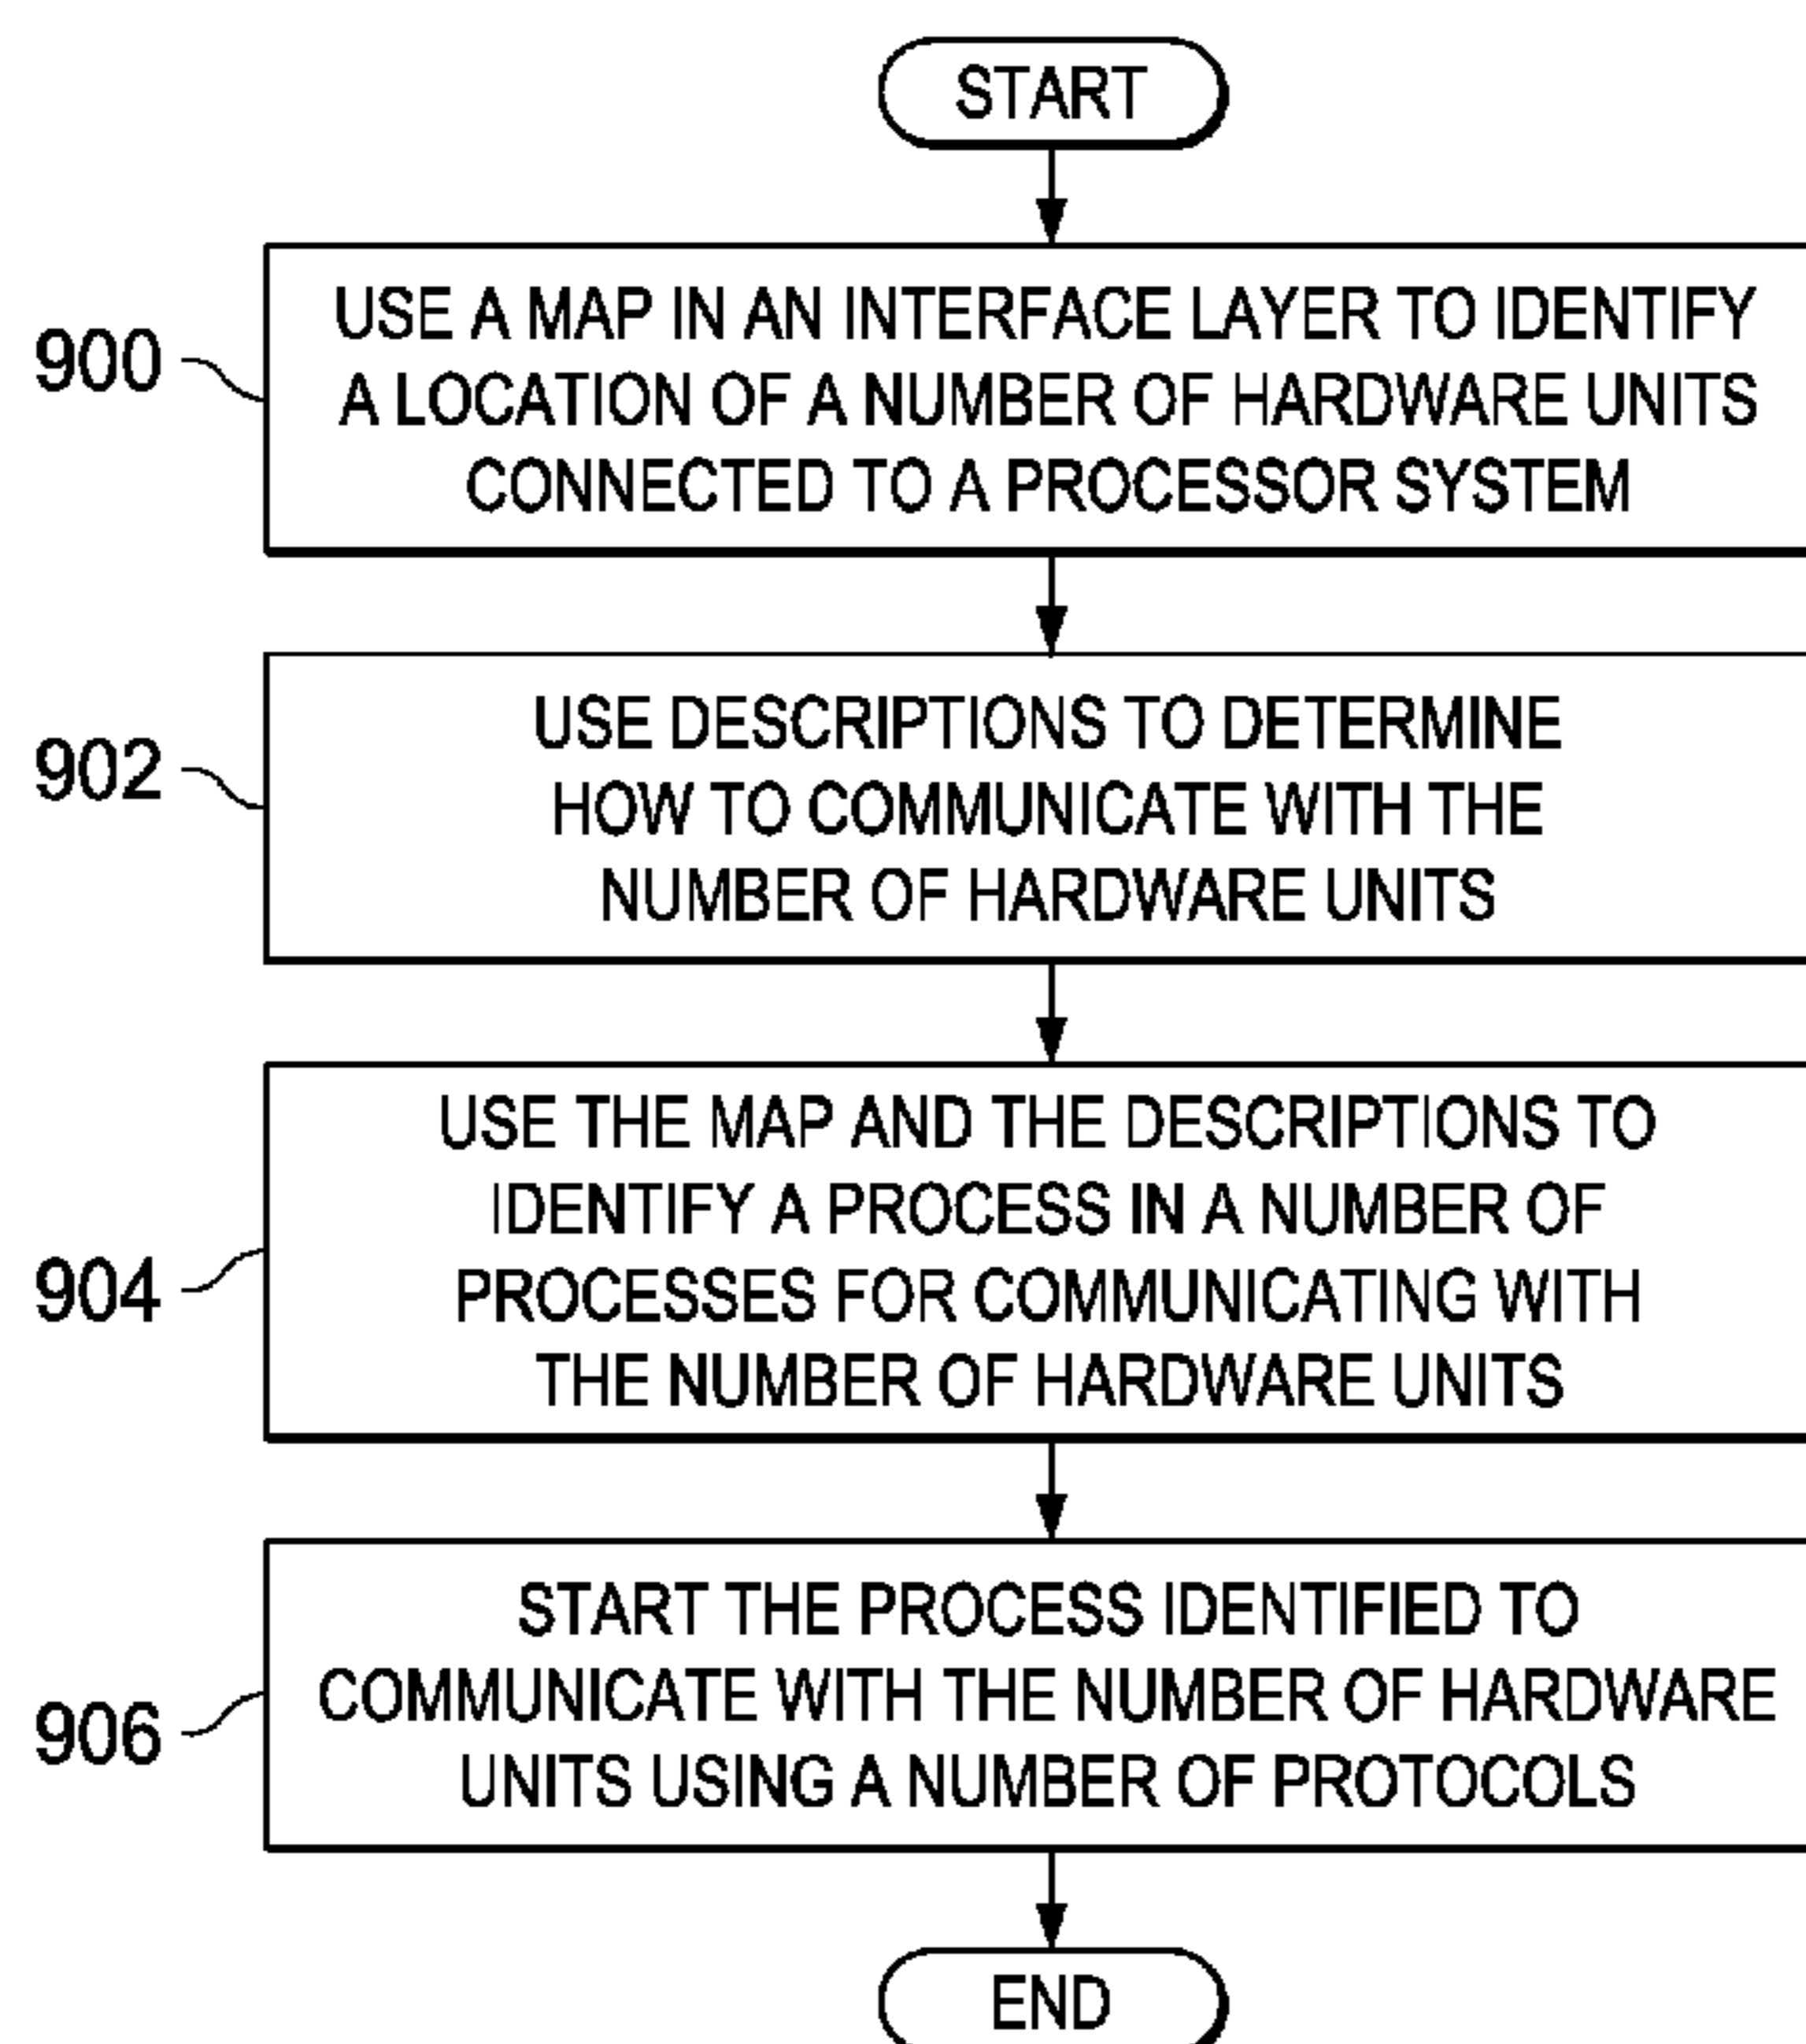 START
900
USE A MAP IN AN INTERFACE LAYER TO IDENTIFY
A LOCATION OF A NUMBER OF HARDWARE UNITS
CONNECTED TO A PROCESSOR SYSTEM
902
USE DESCRIPTIONS TO DETERMINE
HOW TO COMMUNICATE WITH THE
NUMBER OF HARDWARE UNITS
904
USE THE MAP AND THE DESCRIPTIONS TO
IDENTIFY A PROCESS IN A NUMBER OF
PROCESSES FOR COMMUNICATING WITH
THE NUMBER OF HARDWARE UNITS
906
START THE PROCESS IDENTIFIED TO
COMMUNICATE WITH THE NUMBER OF HARDWARE
UNITS USING A NUMBER OF PROTOCOLS
END